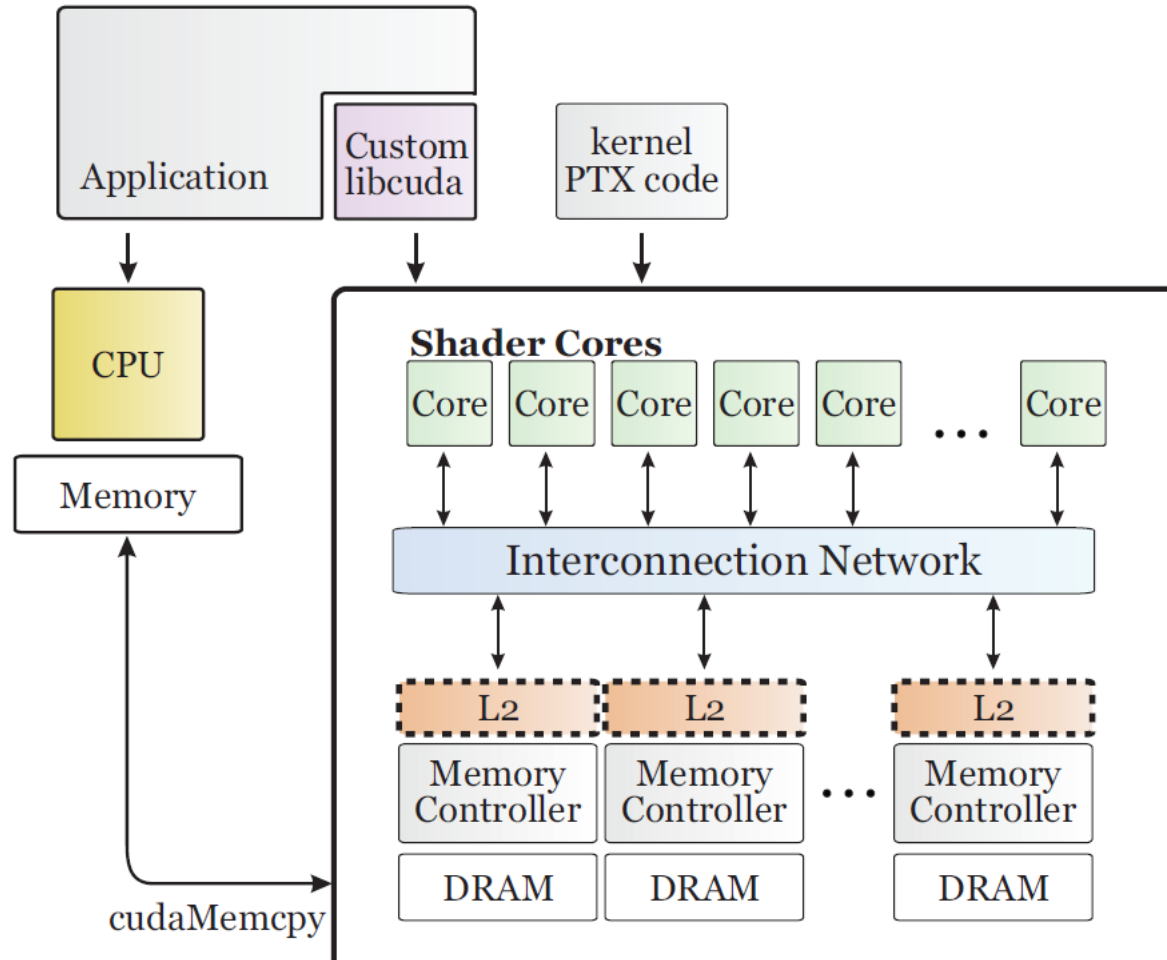 Application
Custom
libcuda
kernel
PTX code
CPU
Memory
cudaMemcpy
Shader Cores
Core Core Core Core Core ... Core
Interconnection Network
L2 L2 L2
Memory Memory Memory
Controller Controller ... Controller
DRAM DRAM DRAM